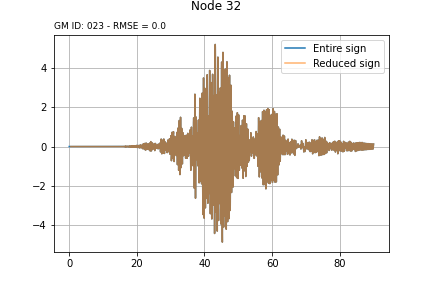 Node 32
GM ID: 023 - RMSE = 0.0
Entire sign
Reduced sign
4
2
0
−2
−4
0 20 40 60 80